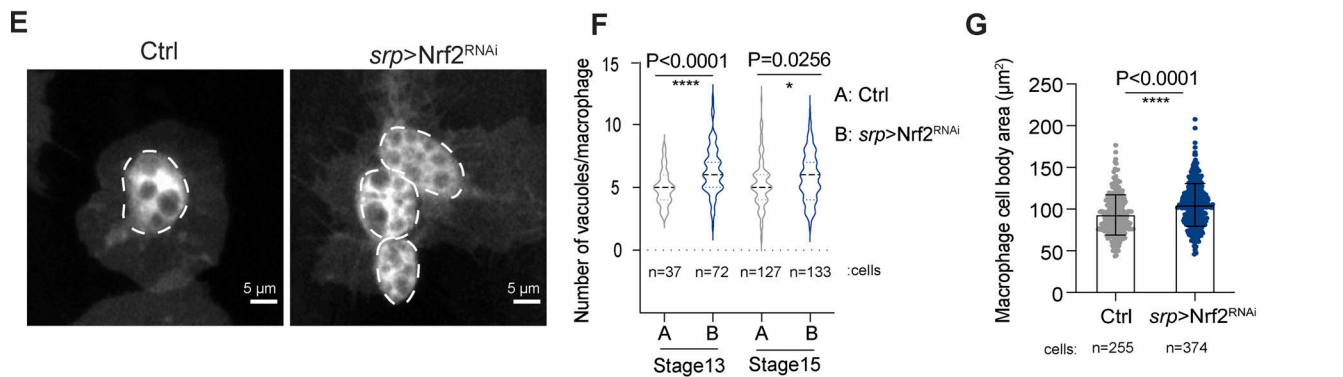 E
Ctrl
srp>Nrf2RNAi
5 μm
5 μm
F
Number of vacuoles/macrophage
15
10
5
0
P<0.0001
****
P=0.0256
*
A: Ctrl
B: srp>Nrf2RNAi
n=37 n=72 n=127 n=133 :cells
A B A B
Stage13 Stage15
G
Macrophage cell body area (μm²)
250
200
150
100
50
0
P<0.0001
****
Ctrl srp>Nrf2RNAi
cells: n=255 n=374